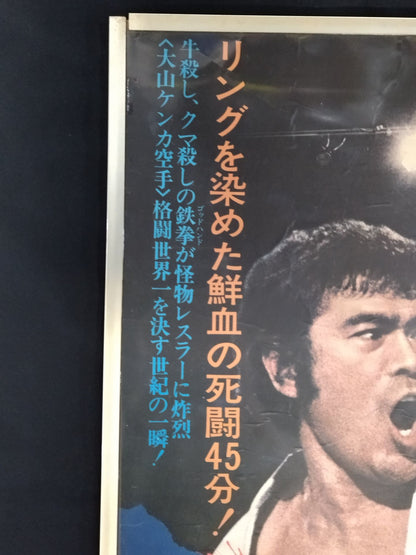 リングを染めた鮮血の死闘45分!
牛殺し、クマ殺しの鉄拳が怪物レスラーに炸烈
ゴッドハンド
〈大山ケンカ空手〉格闘世界一を決す世紀の一瞬!